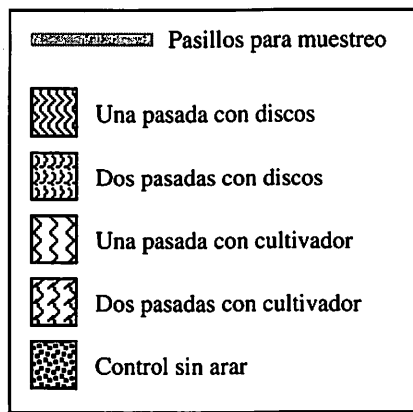 Pasillos para muestreo
Una pasada con discos
Dos pasadas con discos
Una pasada con cultivador
Dos pasadas con cultivador
Control sin arar